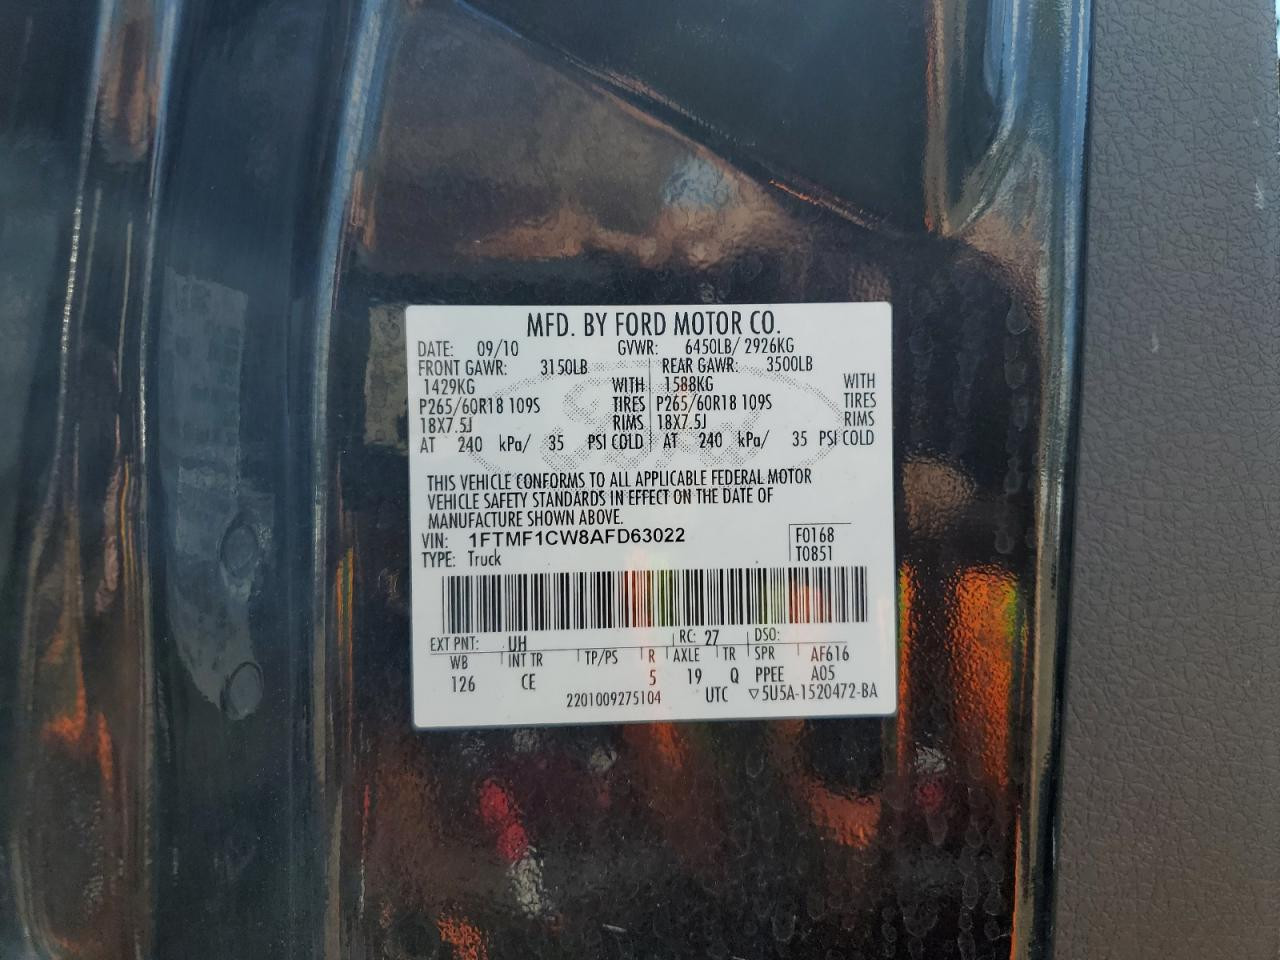 MFD. BY FORD MOTOR CO.
DATE: 09/10 GVWR: 6450LB/ 2926KG
FRONT GAWR: 3150LB REAR GAWR: 3500LB
1429KG WITH 1588KG WITH
P265/60R18 109S TIRES P265/60R18 109S TIRES
18X7.5J RIMS 18X7.5J RIMS
AT 240 kPa/ 35 PSI COLD AT 240 kPa/ 35 PSI COLD
THIS VEHICLE CONFORMS TO ALL APPLICABLE FEDERAL MOTOR
VEHICLE SAFETY STANDARDS IN EFFECT ON THE DATE OF
MANUFACTURE SHOWN ABOVE.
VIN: 1FTMF1CW8AFD63022 F0168
TYPE: Truck T0851
EXT PNT: UH RC: 27 DSO:
WB INT TR TP/PS R AXLE TR SPR AF616
126 CE 5 19 Q PPEE A05
2201009275104 UTC ▽5U5A-1520472-BA